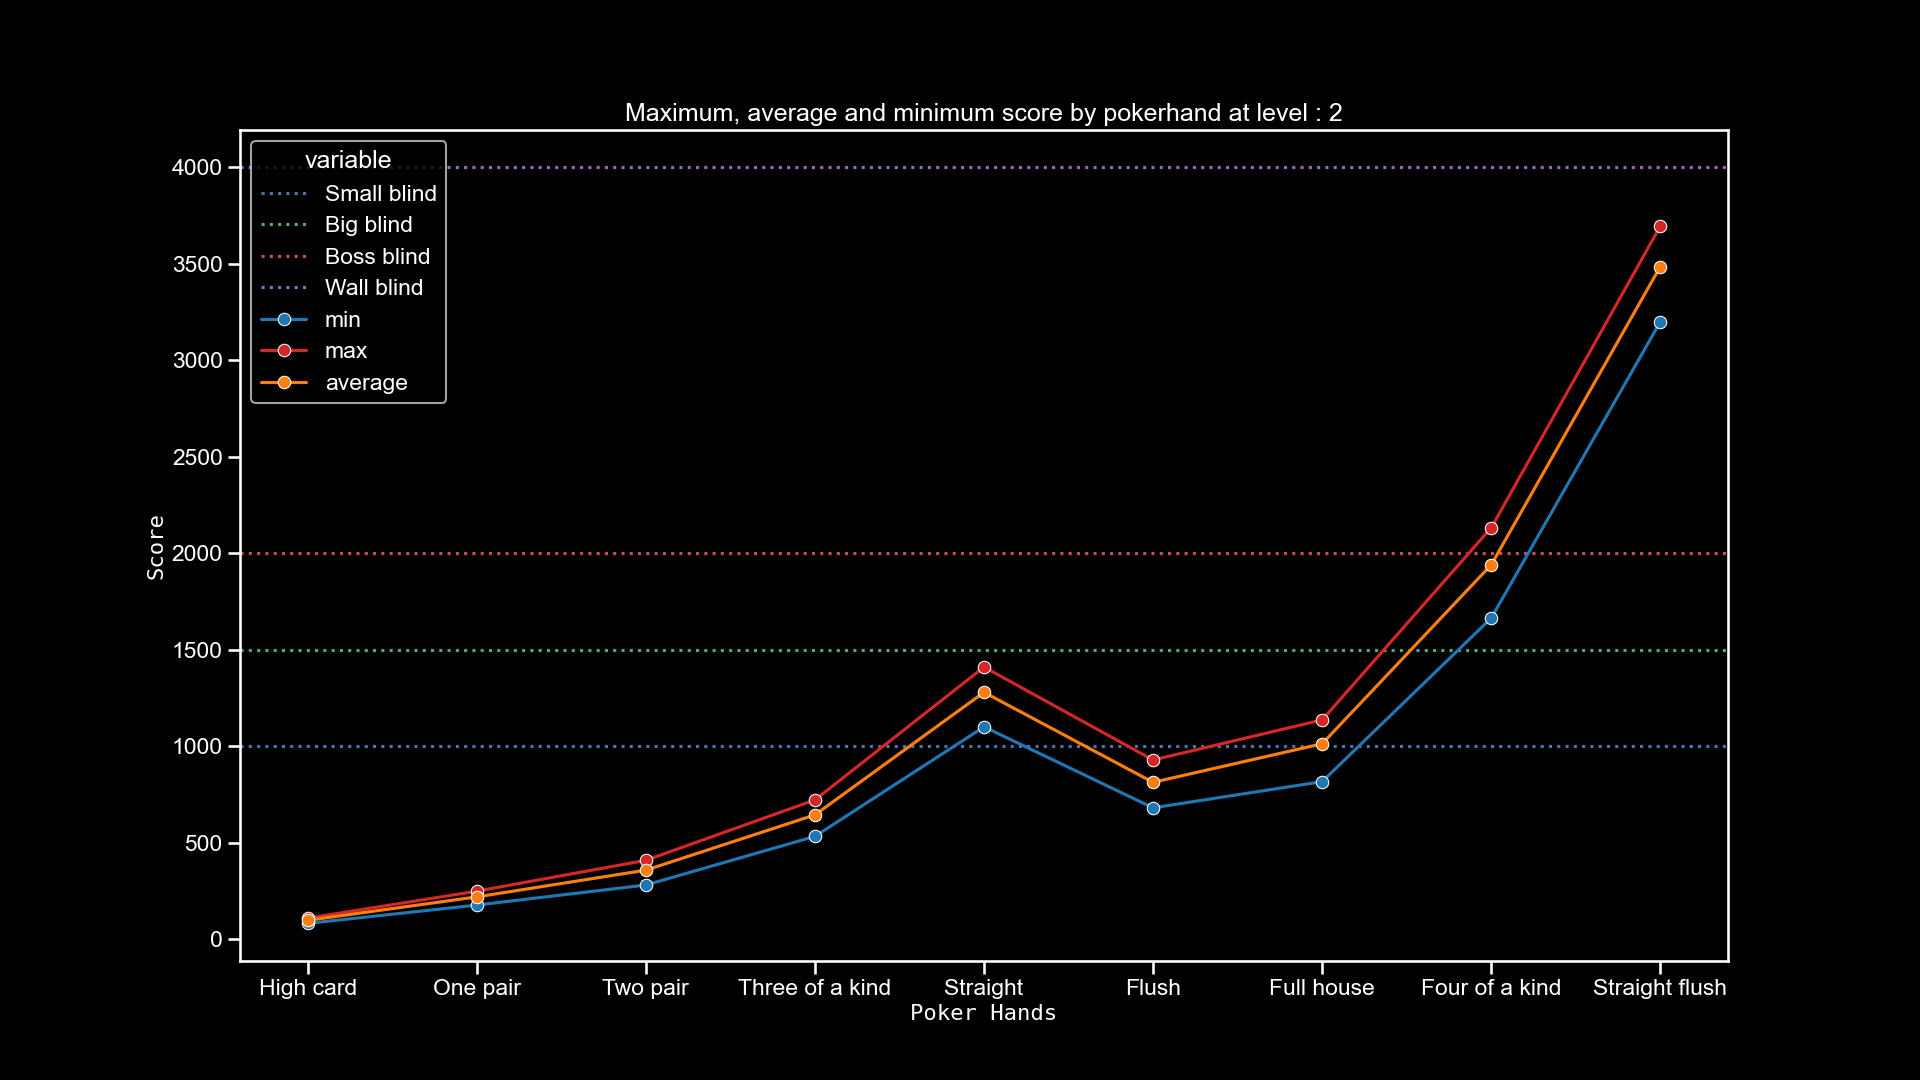 Maximum, average and minimum score by pokerhand at level : 2
variable
Small blind
Big blind
Boss blind
Wall blind
min
max
average
Score
4000
3500
3000
2500
2000
1500
1000
500
0
High card One pair Two pair Three of a kind Straight Flush Full house Four of a kind Straight flush
Poker Hands